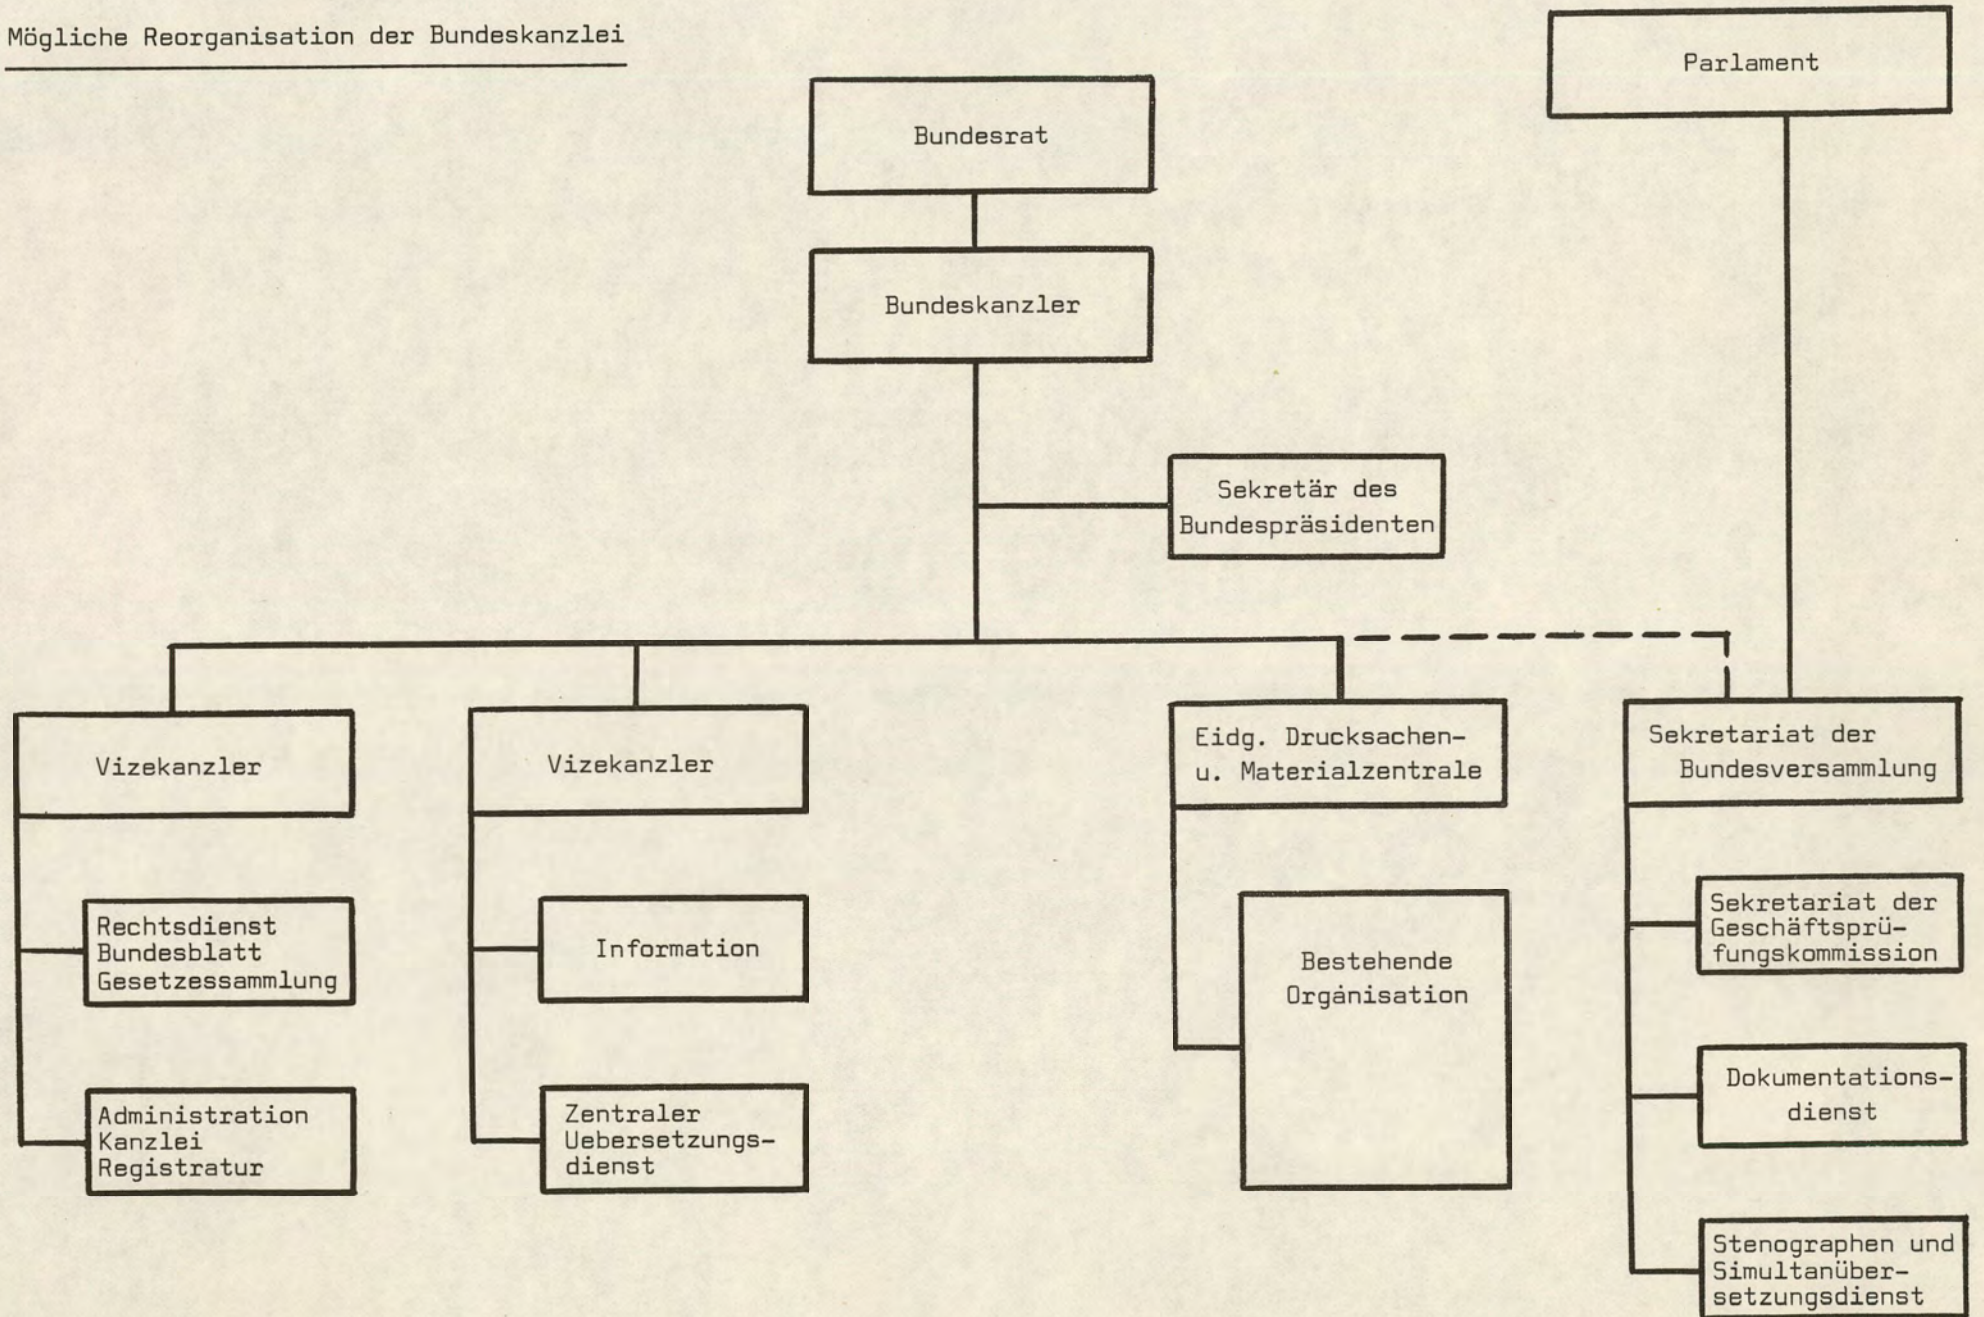 Mögliche Reorganisation der Bundeskanzlei
Parlament
Bundesrat
Bundeskanzler
Sekretär des
Bundespräsidenten
Vizekanzler
Vizekanzler
Eidg. Drucksachen-
u. Materialzentrale
Sekretariat der
Bundesversammlung
Rechtsdienst
Bundesblatt
Gesetzessammlung
Information
Bestehende
Organisation
Sekretariat der
Geschäftsprü-
fungskommission
Administration
Kanzlei
Registratur
Zentraler
Uebersetzungs-
dienst
Dokumentations-
dienst
Stenographen und
Simultanüber-
setzungsdienst